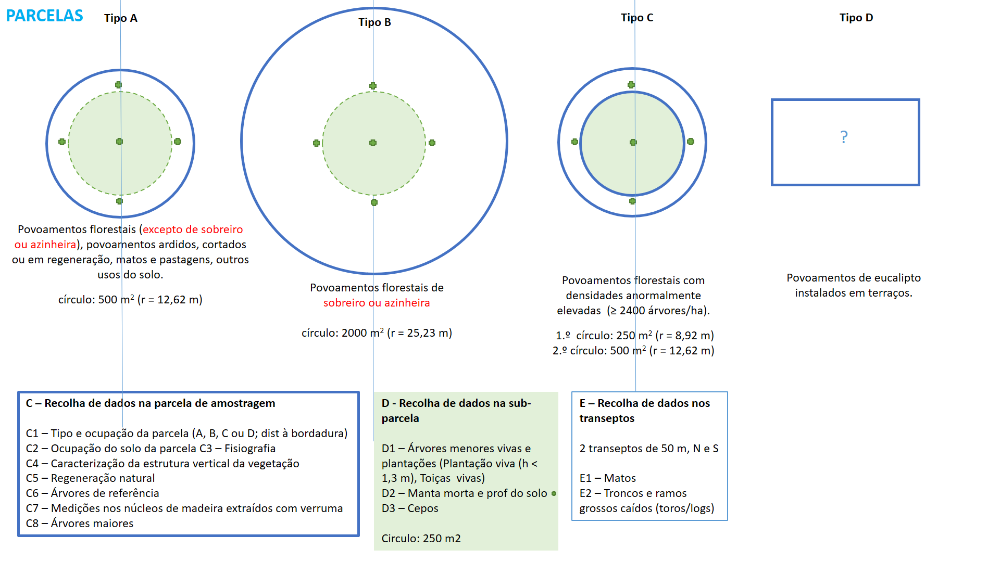 PARCELAS
Tipo A
Tipo B
Tipo C
Tipo D
?
Povoamentos florestais (excepto de sobreiro
ou azinheira), povoamentos ardidos, cortados
ou em regeneração, matos e pastagens, outros
usos do solo.
círculo: 500 m² (r = 12,62 m)
Povoamentos florestais de
sobreiro ou azinheira
círculo: 2000 m² (r = 25,23 m)
Povoamentos florestais com
densidades anormalmente
elevadas (≥ 2400 árvores/ha).
1.º círculo: 250 m² (r = 8,92 m)
2.º círculo: 500 m² (r = 12,62 m)
Povoamentos de eucalipto
instalados em terraços.
C – Recolha de dados na parcela de amostragem
C1 – Tipo e ocupação da parcela (A, B, C ou D; dist à bordadura)
C2 – Ocupação do solo da parcela C3 – Fisiografia
C4 – Caracterização da estrutura vertical da vegetação
C5 – Regeneração natural
C6 – Árvores de referência
C7 – Medições nos núcleos de madeira extraídos com verruma
C8 – Árvores maiores
D - Recolha de dados na sub-
parcela
D1 – Árvores menores vivas e
plantações (Plantação viva (h <
1,3 m), Toiças vivas)
D2 – Manta morta e prof do solo
D3 – Cepos
Circulo: 250 m2
E – Recolha de dados nos
transeptos
2 transeptos de 50 m, N e S
E1 – Matos
E2 – Troncos e ramos
grossos caídos (toros/logs)